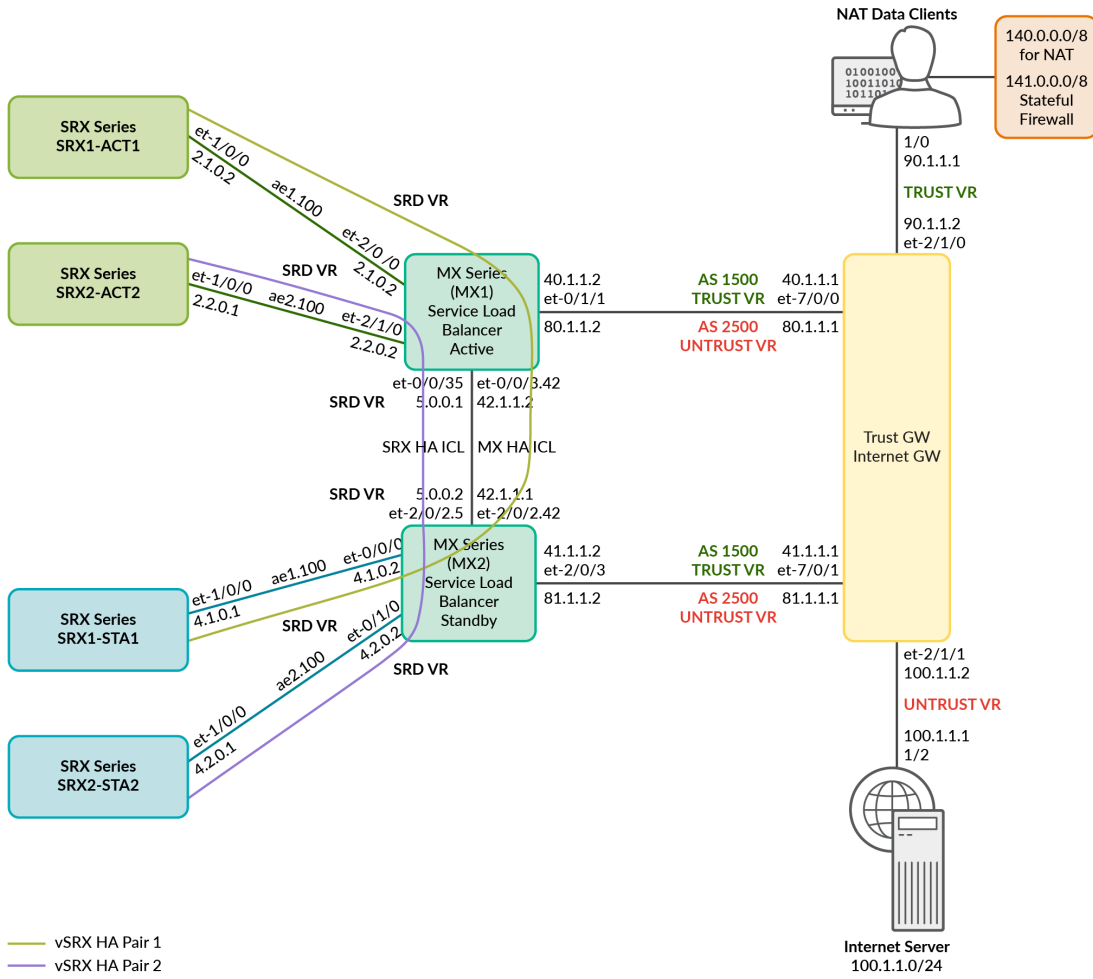 NAT Data Clients
140.0.0.0/8
for NAT
141.0.0.0/8
Stateful
Firewall
0100100
10011010
10110
1/0
90.1.1.1
TRUST VR
90.1.1.2
et-2/1/0
SRX Series
SRX1-ACT1
et-1/0/0
2.1.0.2
ae1.100
SRD VR
et-2/0 /0
2.1.0.2
SRX Series
SRX2-ACT2
et-1/0/0
2.2.0.1
SRD VR
ae2.100
et-2/1/0
2.2.0.2
MX Series
(MX1)
Service Load
Balancer
Active
40.1.1.2
et-0/1/1
80.1.1.2
AS 1500
TRUST VR
AS 2500
UNTRUST VR
40.1.1.1
et-7/0/0
80.1.1.1
et-0/0/35
5.0.0.1
SRD VR
et-0/0/3.42
42.1.1.2
SRX HA ICL
MX HA ICL
Trust GW
Internet GW
SRD VR
5.0.0.2
et-2/0/2.5
42.1.1.1
et-2/0/2.42
MX Series
(MX2)
Service Load
Balancer
Standby
41.1.1.2
et-2/0/3
81.1.1.2
AS 1500
TRUST VR
AS 2500
UNTRUST VR
41.1.1.1
et-7/0/1
81.1.1.1
SRX Series
SRX1-STA1
et-1/0/0
4.1.0.1
ae1.100
et-0/0/0
4.1.0.2
SRD VR
et-0/1/0
4.2.0.2
SRD VR
ae2.100
SRX Series
SRX2-STA2
et-1/0/0
4.2.0.1
et-2/1/1
100.1.1.2
UNTRUST VR
100.1.1.1
1/2
Internet Server
100.1.1.0/24
vSRX HA Pair 1
vSRX HA Pair 2